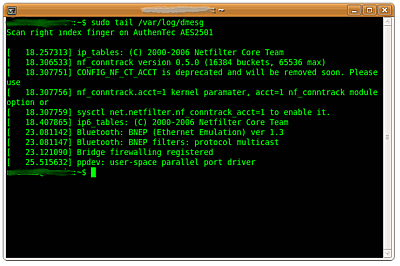 : ~
:~$ sudo tail /var/log/dmesg
Scan right index finger on AuthenTec AES2501
[   18.257313] ip_tables: (C) 2000-2006 Netfilter Core Team
[   18.306533] nf_conntrack version 0.5.0 (16384 buckets, 65536 max)
[   18.307751] CONFIG_NF_CT_ACCT is deprecated and will be removed soon. Please
use
[   18.307756] nf_conntrack.acct=1 kernel paramater, acct=1 nf_conntrack module
option or
[   18.307759] sysctl net.netfilter.nf_conntrack_acct=1 to enable it.
[   18.407865] ip6_tables: (C) 2000-2006 Netfilter Core Team
[   23.081142] Bluetooth: BNEP (Ethernet Emulation) ver 1.3
[   23.081147] Bluetooth: BNEP filters: protocol multicast
[   23.121090] Bridge firewalling registered
[   25.515632] ppdev: user-space parallel port driver
:~$